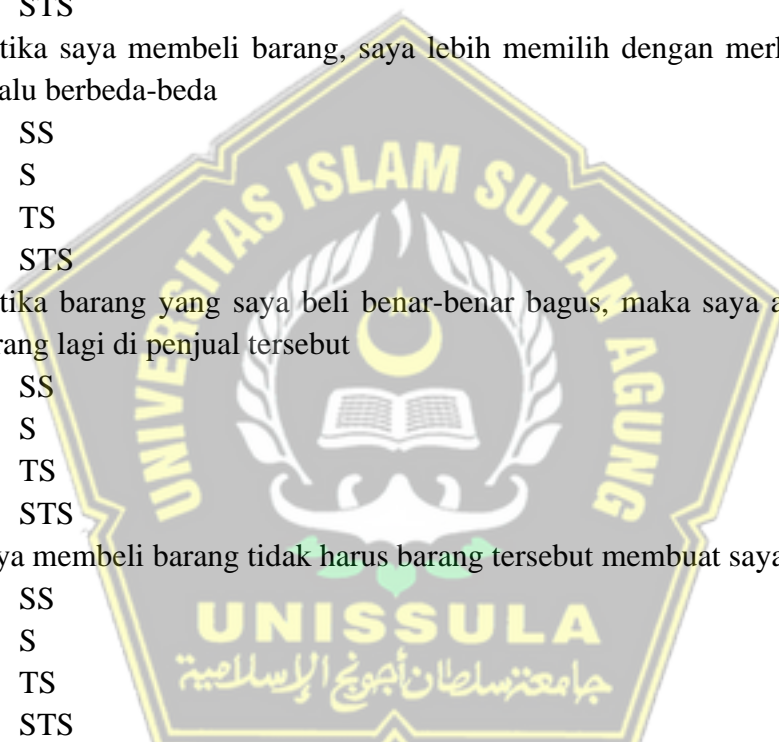 STS
tika saya membeli barang, saya lebih memilih dengan merk
alu berbeda-beda
SS
S
TS
STS
tika barang yang saya beli benar-benar bagus, maka saya a
rang lagi di penjual tersebut
SS
S
TS
STS
ya membeli barang tidak harus barang tersebut membuat saya
SS
S
TS
STS
UNIVERSITAS ISLAM SULTAN AGUNG
UNISSULA
جامعة سلطان أجونج الإسلامية